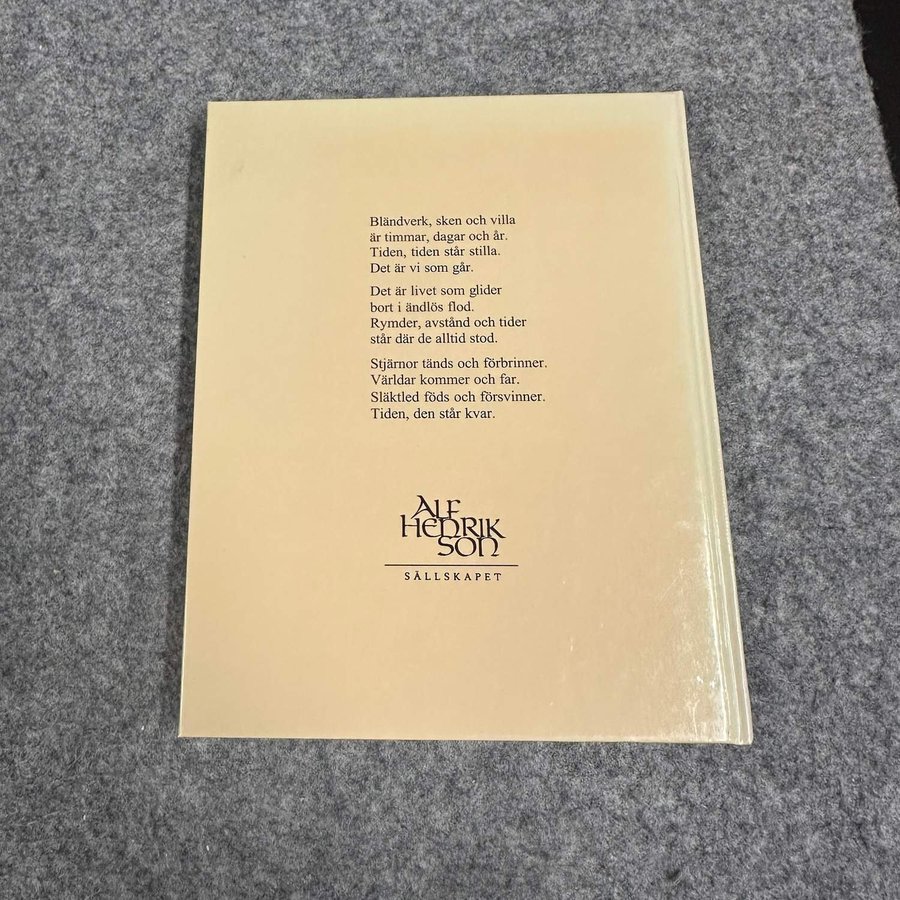 Bländverk, sken och villa
är timmar, dagar och år.
Tiden, tiden står stilla.
Det är vi som går.
Det är livet som glider
bort i ändlös flod.
Rymder, avstånd och tider
står där de alltid stod.
Stjärnor tänds och förbrinner.
Världar kommer och far.
Släktled föds och försvinner.
Tiden, den står kvar.
ALF
HENRIK
SON
SÄLLSKAPET